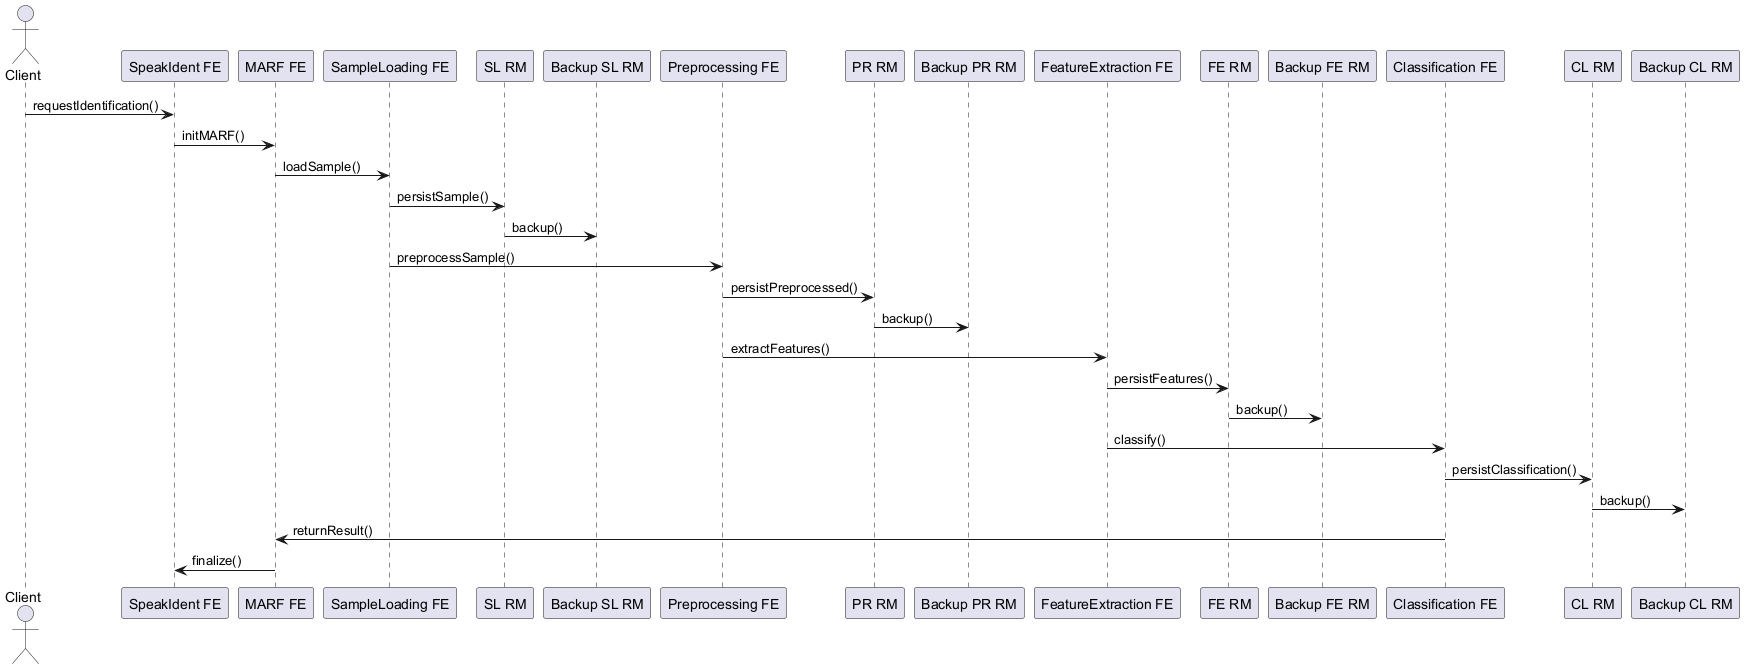 Client
SpeakIdent FE
MARF FE
SampleLoading FE
SL RM
Backup SL RM
Preprocessing FE
PR RM
Backup PR RM
FeatureExtraction FE
FE RM
Backup FE RM
Classification FE
CL RM
Backup CL RM
requestIdentification()
initMARF()
loadSample()
persistSample()
backup()
preprocessSample()
persistPreprocessed()
backup()
extractFeatures()
persistFeatures()
backup()
classify()
persistClassification()
backup()
returnResult()
finalize()
Client
SpeakIdent FE
MARF FE
SampleLoading FE
SL RM
Backup SL RM
Preprocessing FE
PR RM
Backup PR RM
FeatureExtraction FE
FE RM
Backup FE RM
Classification FE
CL RM
Backup CL RM